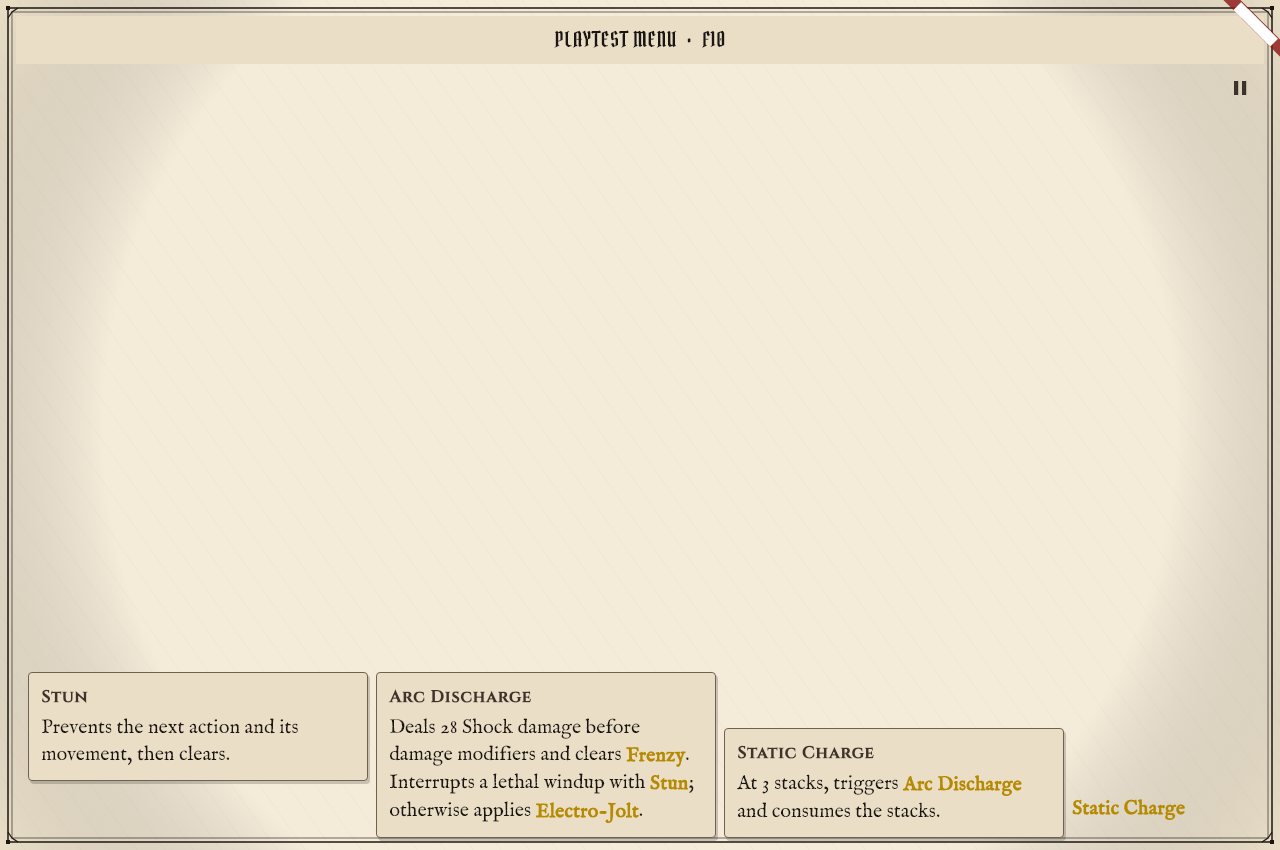 PLAYTEST MENU · F10
Stun
Prevents the next action and its
movement, then clears.
Arc Discharge
Deals 28 Shock damage before
damage modifiers and clears Frenzy.
Interrupts a lethal windup with Stun;
otherwise applies Electro-Jolt.
Static Charge
At 3 stacks, triggers Arc Discharge
and consumes the stacks.
Static Charge